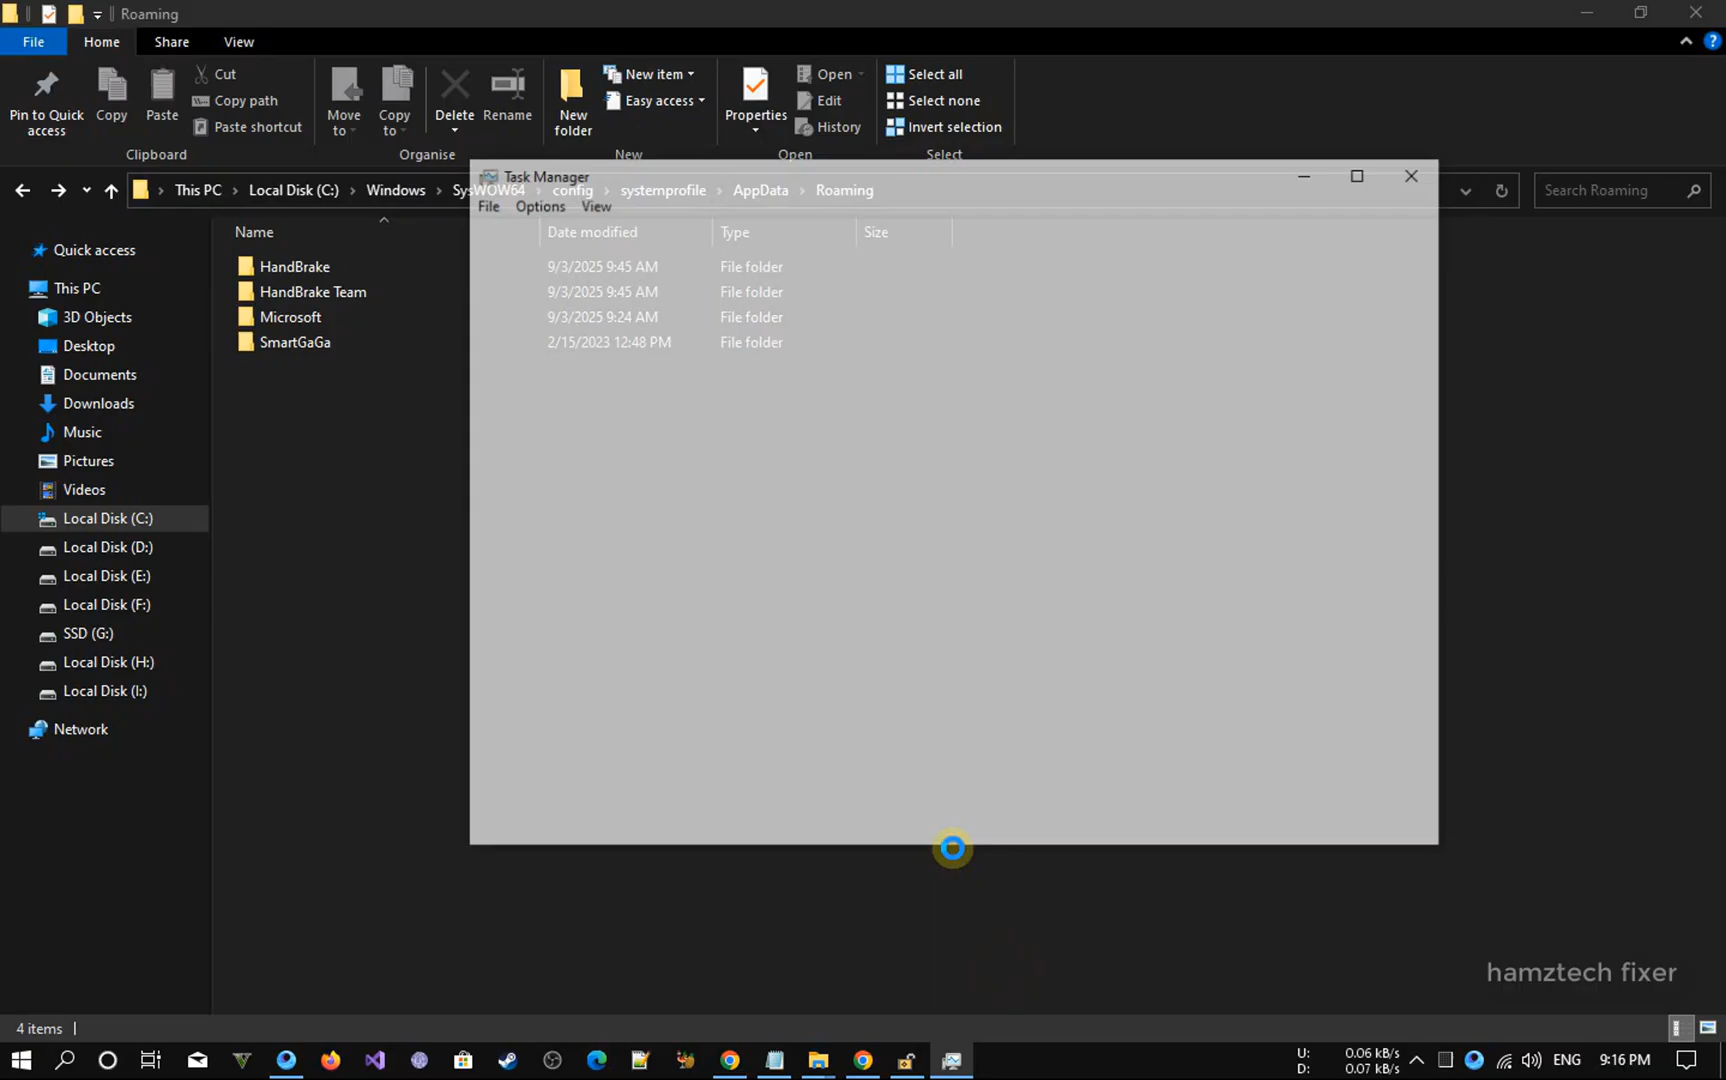 Roaming
File Home Share View
Pin to Quick access
Copy
Paste
Cut
Copy path
Paste shortcut
Clipboard
Move to
Copy to
Delete
Rename
Organise
New folder
New item
Easy access
New
Properties
Open
Edit
History
Open
Select all
Select none
Invert selection
Select
This PC Local Disk (C:) Windows SysWOW64 config systemprofile AppData Roaming
Search Roaming
Task Manager
File Options View
Name Date modified Type Size
HandBrake 9/3/2025 9:45 AM File folder
HandBrake Team 9/3/2025 9:45 AM File folder
Microsoft 9/3/2025 9:24 AM File folder
SmartGaGa 2/15/2023 12:48 PM File folder
Quick access
This PC
3D Objects
Desktop
Documents
Downloads
Music
Pictures
Videos
Local Disk (C:)
Local Disk (D:)
Local Disk (E:)
Local Disk (F:)
SSD (G:)
Local Disk (H:)
Local Disk (I:)
Network
hamztech fixer
4 items
U: 0.06 kB/s
D: 0.07 kB/s
ENG
9:16 PM